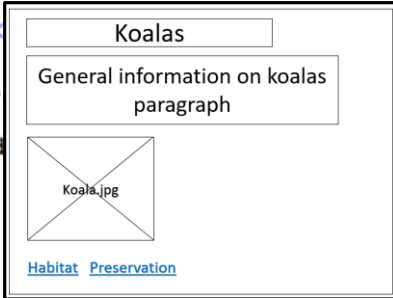 Koalas
General information on koalas
paragraph
Koala.jpg
Habitat Preservation